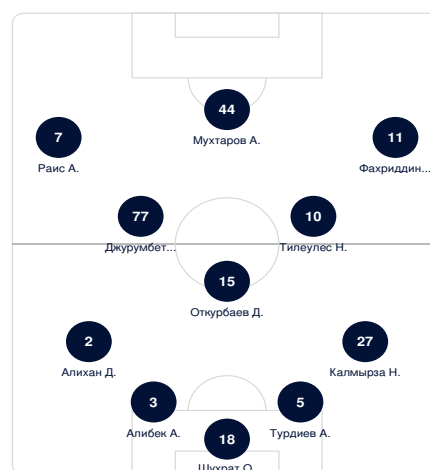 44
Мухтаров А.
7
Раис А.
11
Фахриддин...
77
Джурумбет...
10
Тилеулес Н.
15
Откурбаев Д.
2
Алихан Д.
27
Калмырза Н.
3
Алибек А.
5
Турдиев А.
18
Шухрат О.